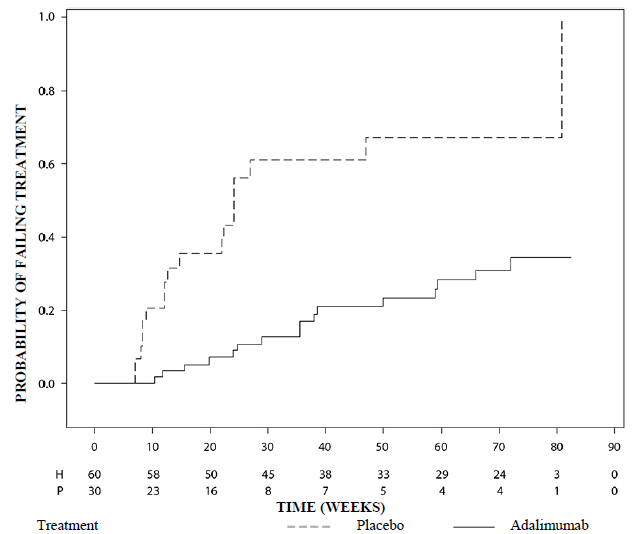 PROBABILITY OF FAILING TREATMENT
1.0
0.8
0.6
0.4
0.2
0.0
0 10 20 30 40 50 60 70 80 90
H 60 58 50 45 38 33 29 24 3 0
P 30 23 16 8 7 5 4 4 1 0
TIME (WEEKS)
Treatment Placebo Adalimumab